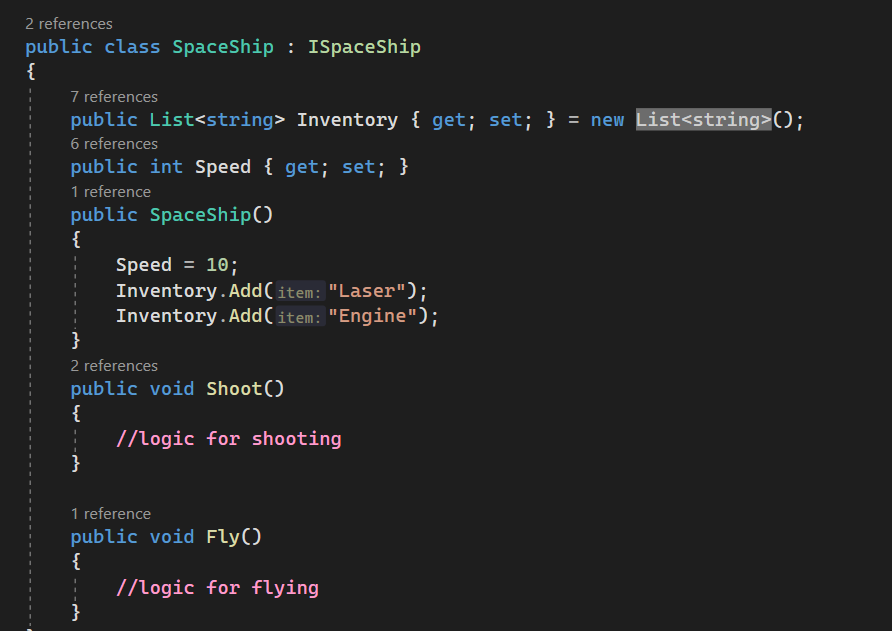 2 references
public class SpaceShip : ISpaceShip
{
7 references
public List<string> Inventory { get; set; } = new List<string>();
6 references
public int Speed { get; set; }
1 reference
public SpaceShip()
{
Speed = 10;
Inventory.Add(item: "Laser");
Inventory.Add(item: "Engine");
}
2 references
public void Shoot()
{
//logic for shooting
}
1 reference
public void Fly()
{
//logic for flying
}